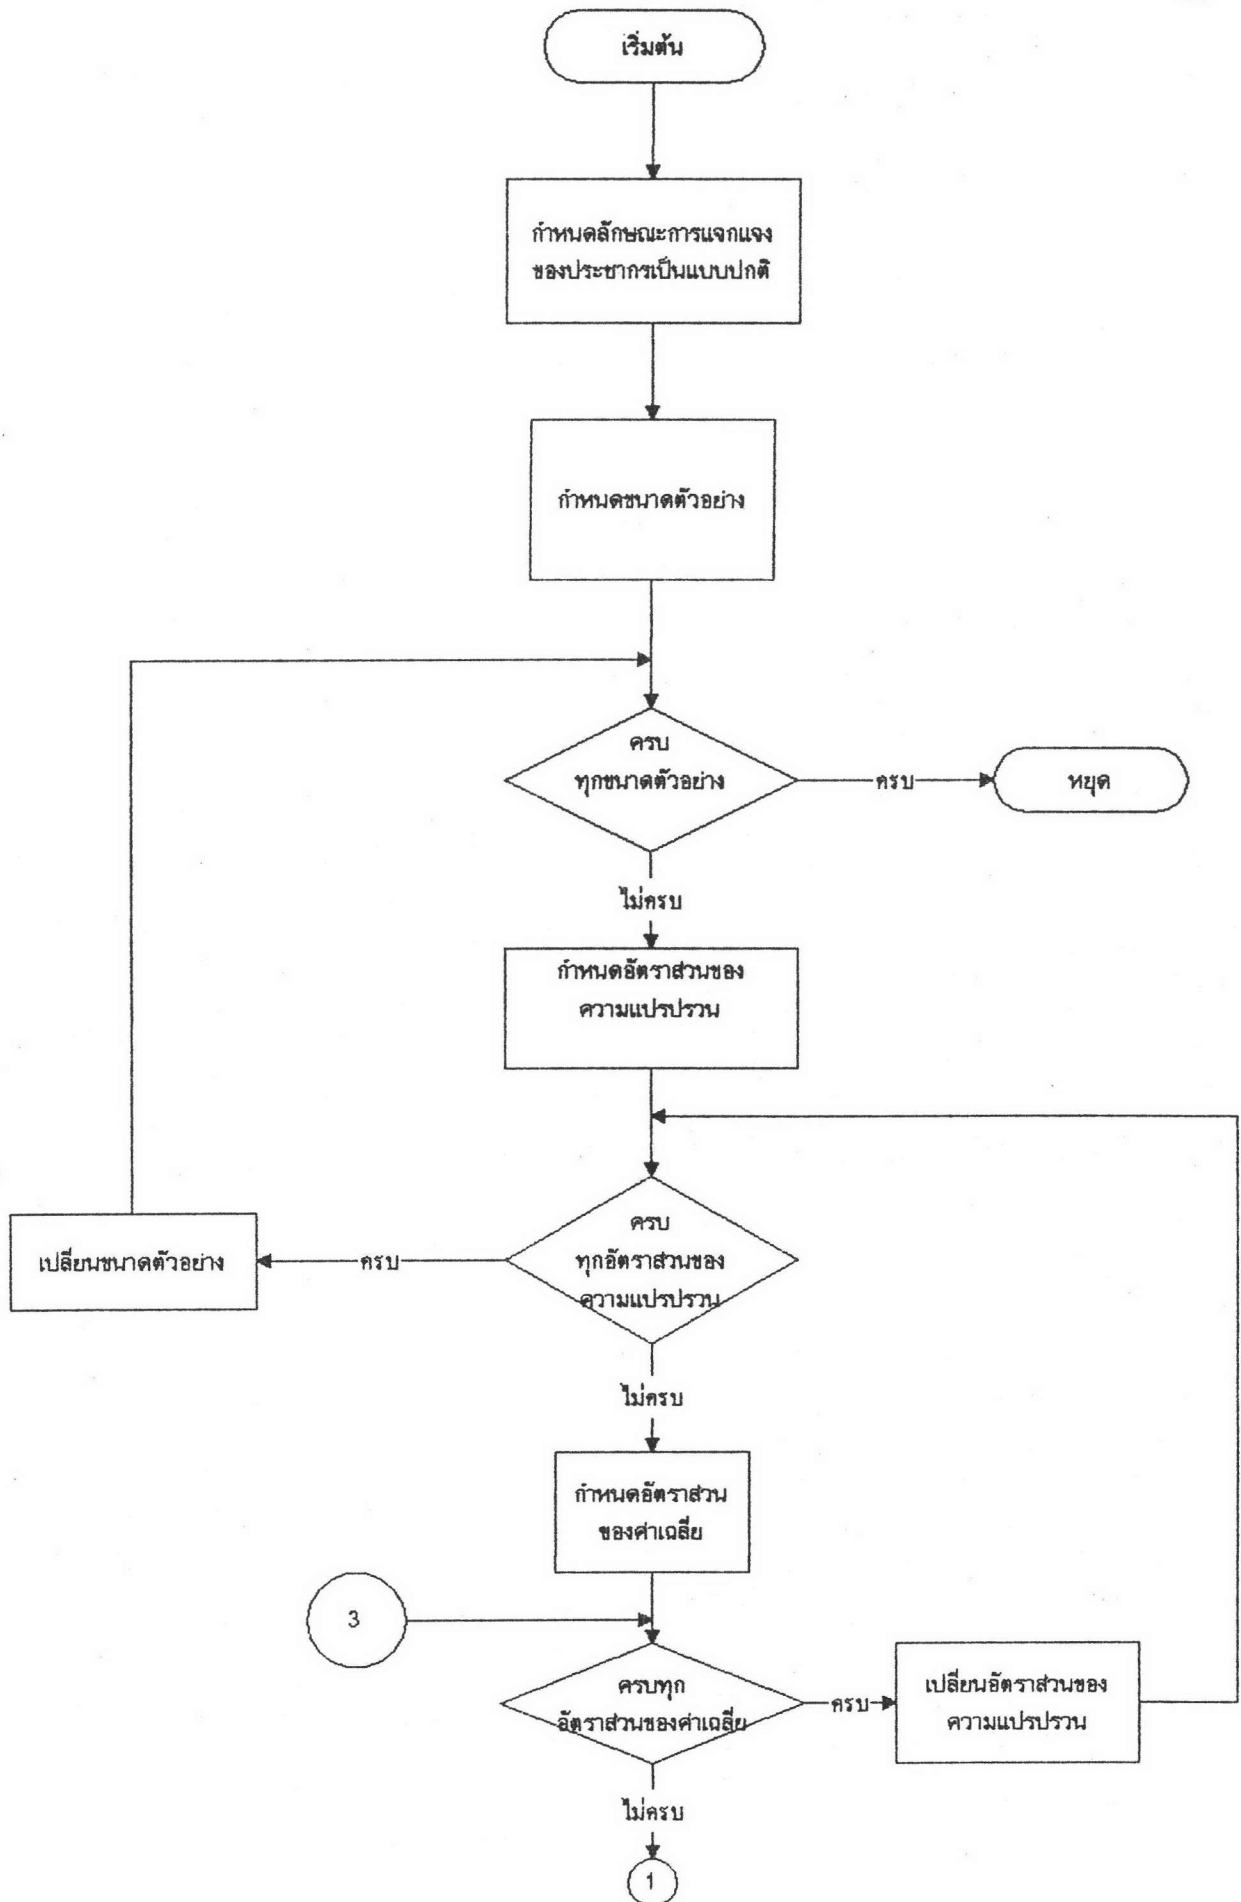 เริ่มต้น
กำหนดลักษณะการแจกแจง
ของประชากรเป็นแบบปกติ
กำหนดขนาดตัวอย่าง
ครบ
ทุกขนาดตัวอย่าง
ครบ
หยุด
ไม่ครบ
กำหนดอัตราส่วนของ
ความแปรปรวน
ครบ
ทุกอัตราส่วนของ
ความแปรปรวน
ครบ
เปลี่ยนขนาดตัวอย่าง
ไม่ครบ
กำหนดอัตราส่วน
ของค่าเฉลี่ย
3
ครบทุก
อัตราส่วนของค่าเฉลี่ย
ครบ
เปลี่ยนอัตราส่วนของ
ความแปรปรวน
ไม่ครบ
1